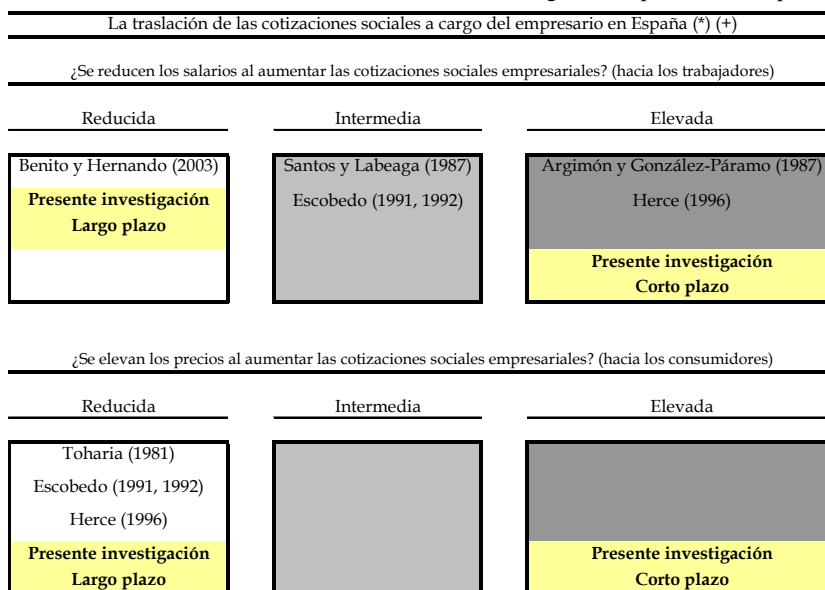 La traslación de las cotizaciones sociales a cargo del empresario en España (*) (+)
¿Se reducen los salarios al aumentar las cotizaciones sociales empresariales? (hacia los trabajadores)
Reducida
Intermedia
Elevada
Benito y Hernando (2003)
Presente investigación
Largo plazo
Santos y Labeaga (1987)
Escobedo (1991, 1992)
Argimón y González-Páramo (1987)
Herce (1996)
Presente investigación
Corto plazo
¿Se elevan los precios al aumentar las cotizaciones sociales empresariales? (hacia los consumidores)
Reducida
Intermedia
Elevada
Toharia (1981)
Escobedo (1991, 1992)
Herce (1996)
Presente investigación
Largo plazo
Presente investigación
Corto plazo